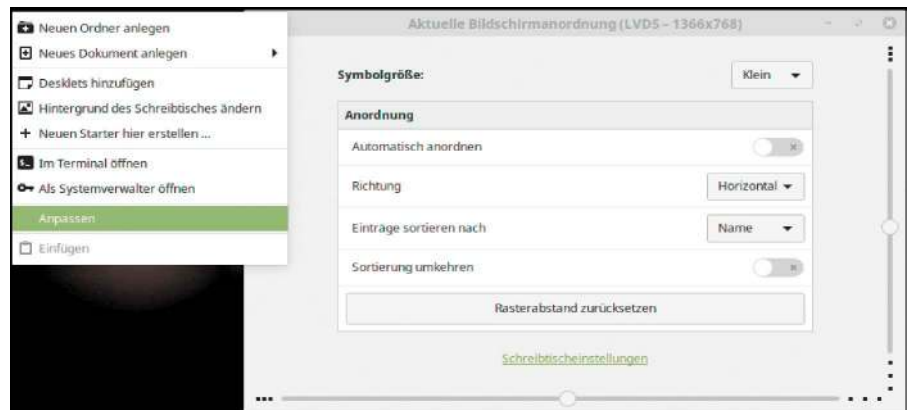 Neuen Ordner anlegen
Neues Dokument anlegen
Desklets hinzufügen
Hintergrund des Schreibtisches ändern
Neuen Starter hier erstellen ...
Im Terminal öffnen
Als Systemverwalter öffnen
Anpassen
Einfügen
Aktuelle Bildschirmanordnung (LVDS – 1366x768)
Symbolgröße: Klein
Anordnung
Automatisch anordnen
Richtung Horizontal
Einträge sortieren nach Name
Sortierung umkehren
Rasterabstand zurücksetzen
Schreibtischeinstellungen